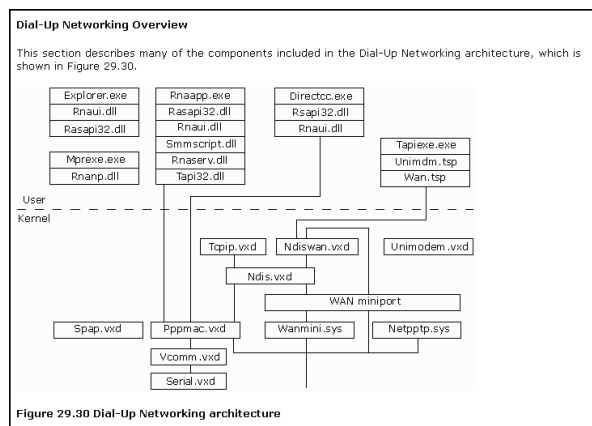 Dial-Up Networking Overview
This section describes many of the components included in the Dial-Up Networking architecture, which is
shown in Figure 29.30.
Explorer.exe
Rnaui.dll
Rasapi32.dll
Mprexe.exe
Rnanp.dll
Rnaapp.exe
Rasapi32.dll
Rnaui.dll
Smmscript.dll
Rnaserv.dll
Tapi32.dll
Directcc.exe
Rsapi32.dll
Rnaui.dll
Tapiexe.exe
Unimdm.tsp
Wan.tsp
User
Kernel
Tcpip.vxd
Ndiswan.vxd
Unimodem.vxd
Ndis.vxd
WAN miniport
Spap.vxd
Pppmac.vxd
Wanmini.sys
Netpptp.sys
Vcomm.vxd
Serial.vxd
Figure 29.30 Dial-Up Networking architecture